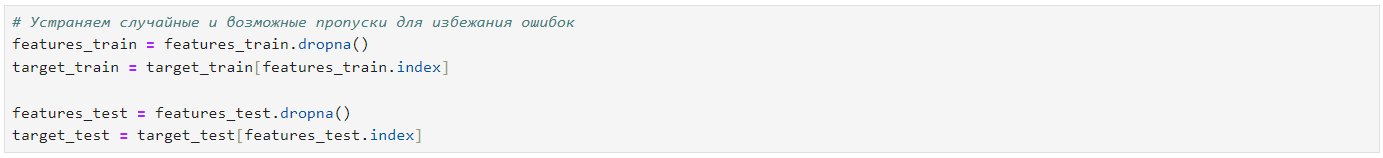 # Устраняем случайные и возможные пропуски для избежания ошибок
features_train = features_train.dropna()
target_train = target_train[features_train.index]
features_test = features_test.dropna()
target_test = target_test[features_test.index]